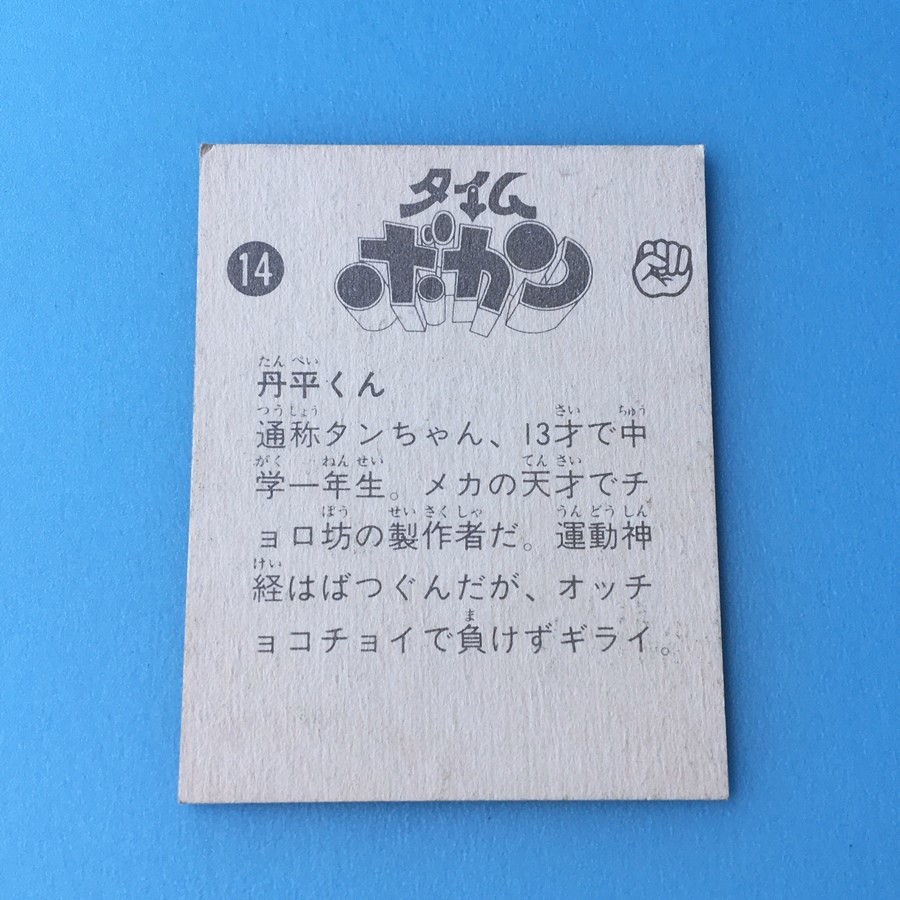 タイム
ボカン
14
たんぺい
丹平くん
つうしょう さい ちゅう
通称タンちゃん、13才で中
がく ねんせい てんさい
学一年生。メカの天才でチ
ぼう せいさくしゃ うんどうしん
ョロ坊の製作者だ。運動神
けい
経はばつぐんだが、オッチ
ま
ョコチョイで負けずギライ。